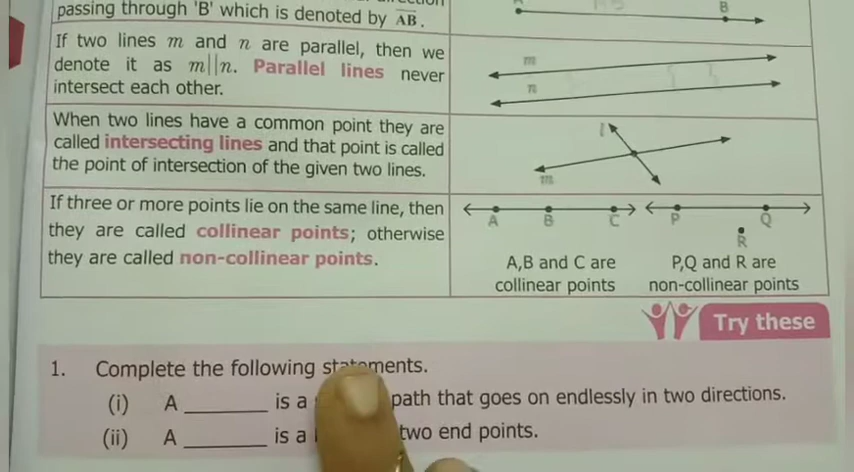 passing through 'B' which is denoted by AB.
B
If two lines m and n are parallel, then we
denote it as m||n. Parallel lines never
intersect each other.
m
n
When two lines have a common point they are
called intersecting lines and that point is called
the point of intersection of the given two lines.
l
m
If three or more points lie on the same line, then
they are called collinear points; otherwise
they are called non-collinear points.
A B C P Q
R
A,B and C are
collinear points
P,Q and R are
non-collinear points
Try these
1. Complete the following statements.
(i) A ________ is a path that goes on endlessly in two directions.
(ii) A ________ is a two end points.